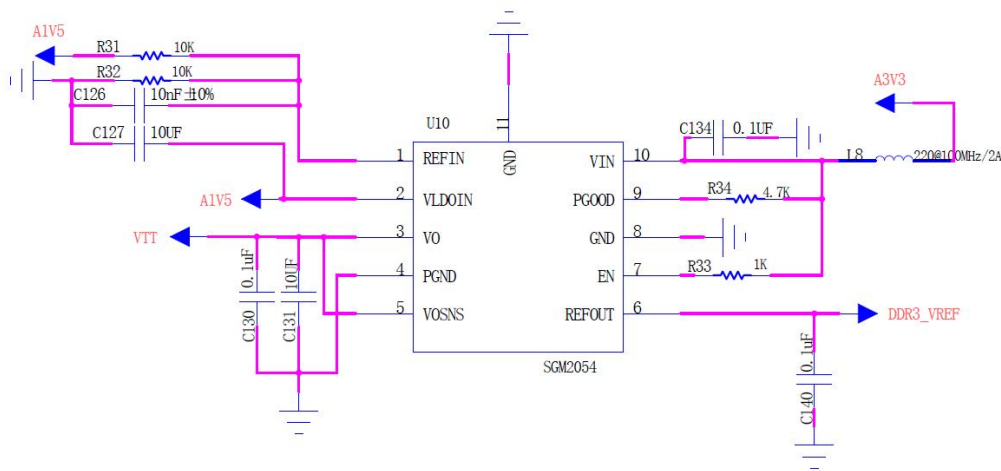 A1V5
R31
10K
R32
10K
C126
10nF±10%
C127
10UF
A1V5
VTT
0.1uF
C130
10UF
C131
U10
11
GND
1
REFIN
2
VLDOIN
3
VO
4
PGND
5
VOSNS
VIN
10
PGOOD
9
GND
8
EN
7
REFOUT
6
SGM2054
A3V3
C134
0.1UF
L8
220@100MHz/2A
R34
4.7K
R33
1K
DDR3_VREF
0.1uF
C140